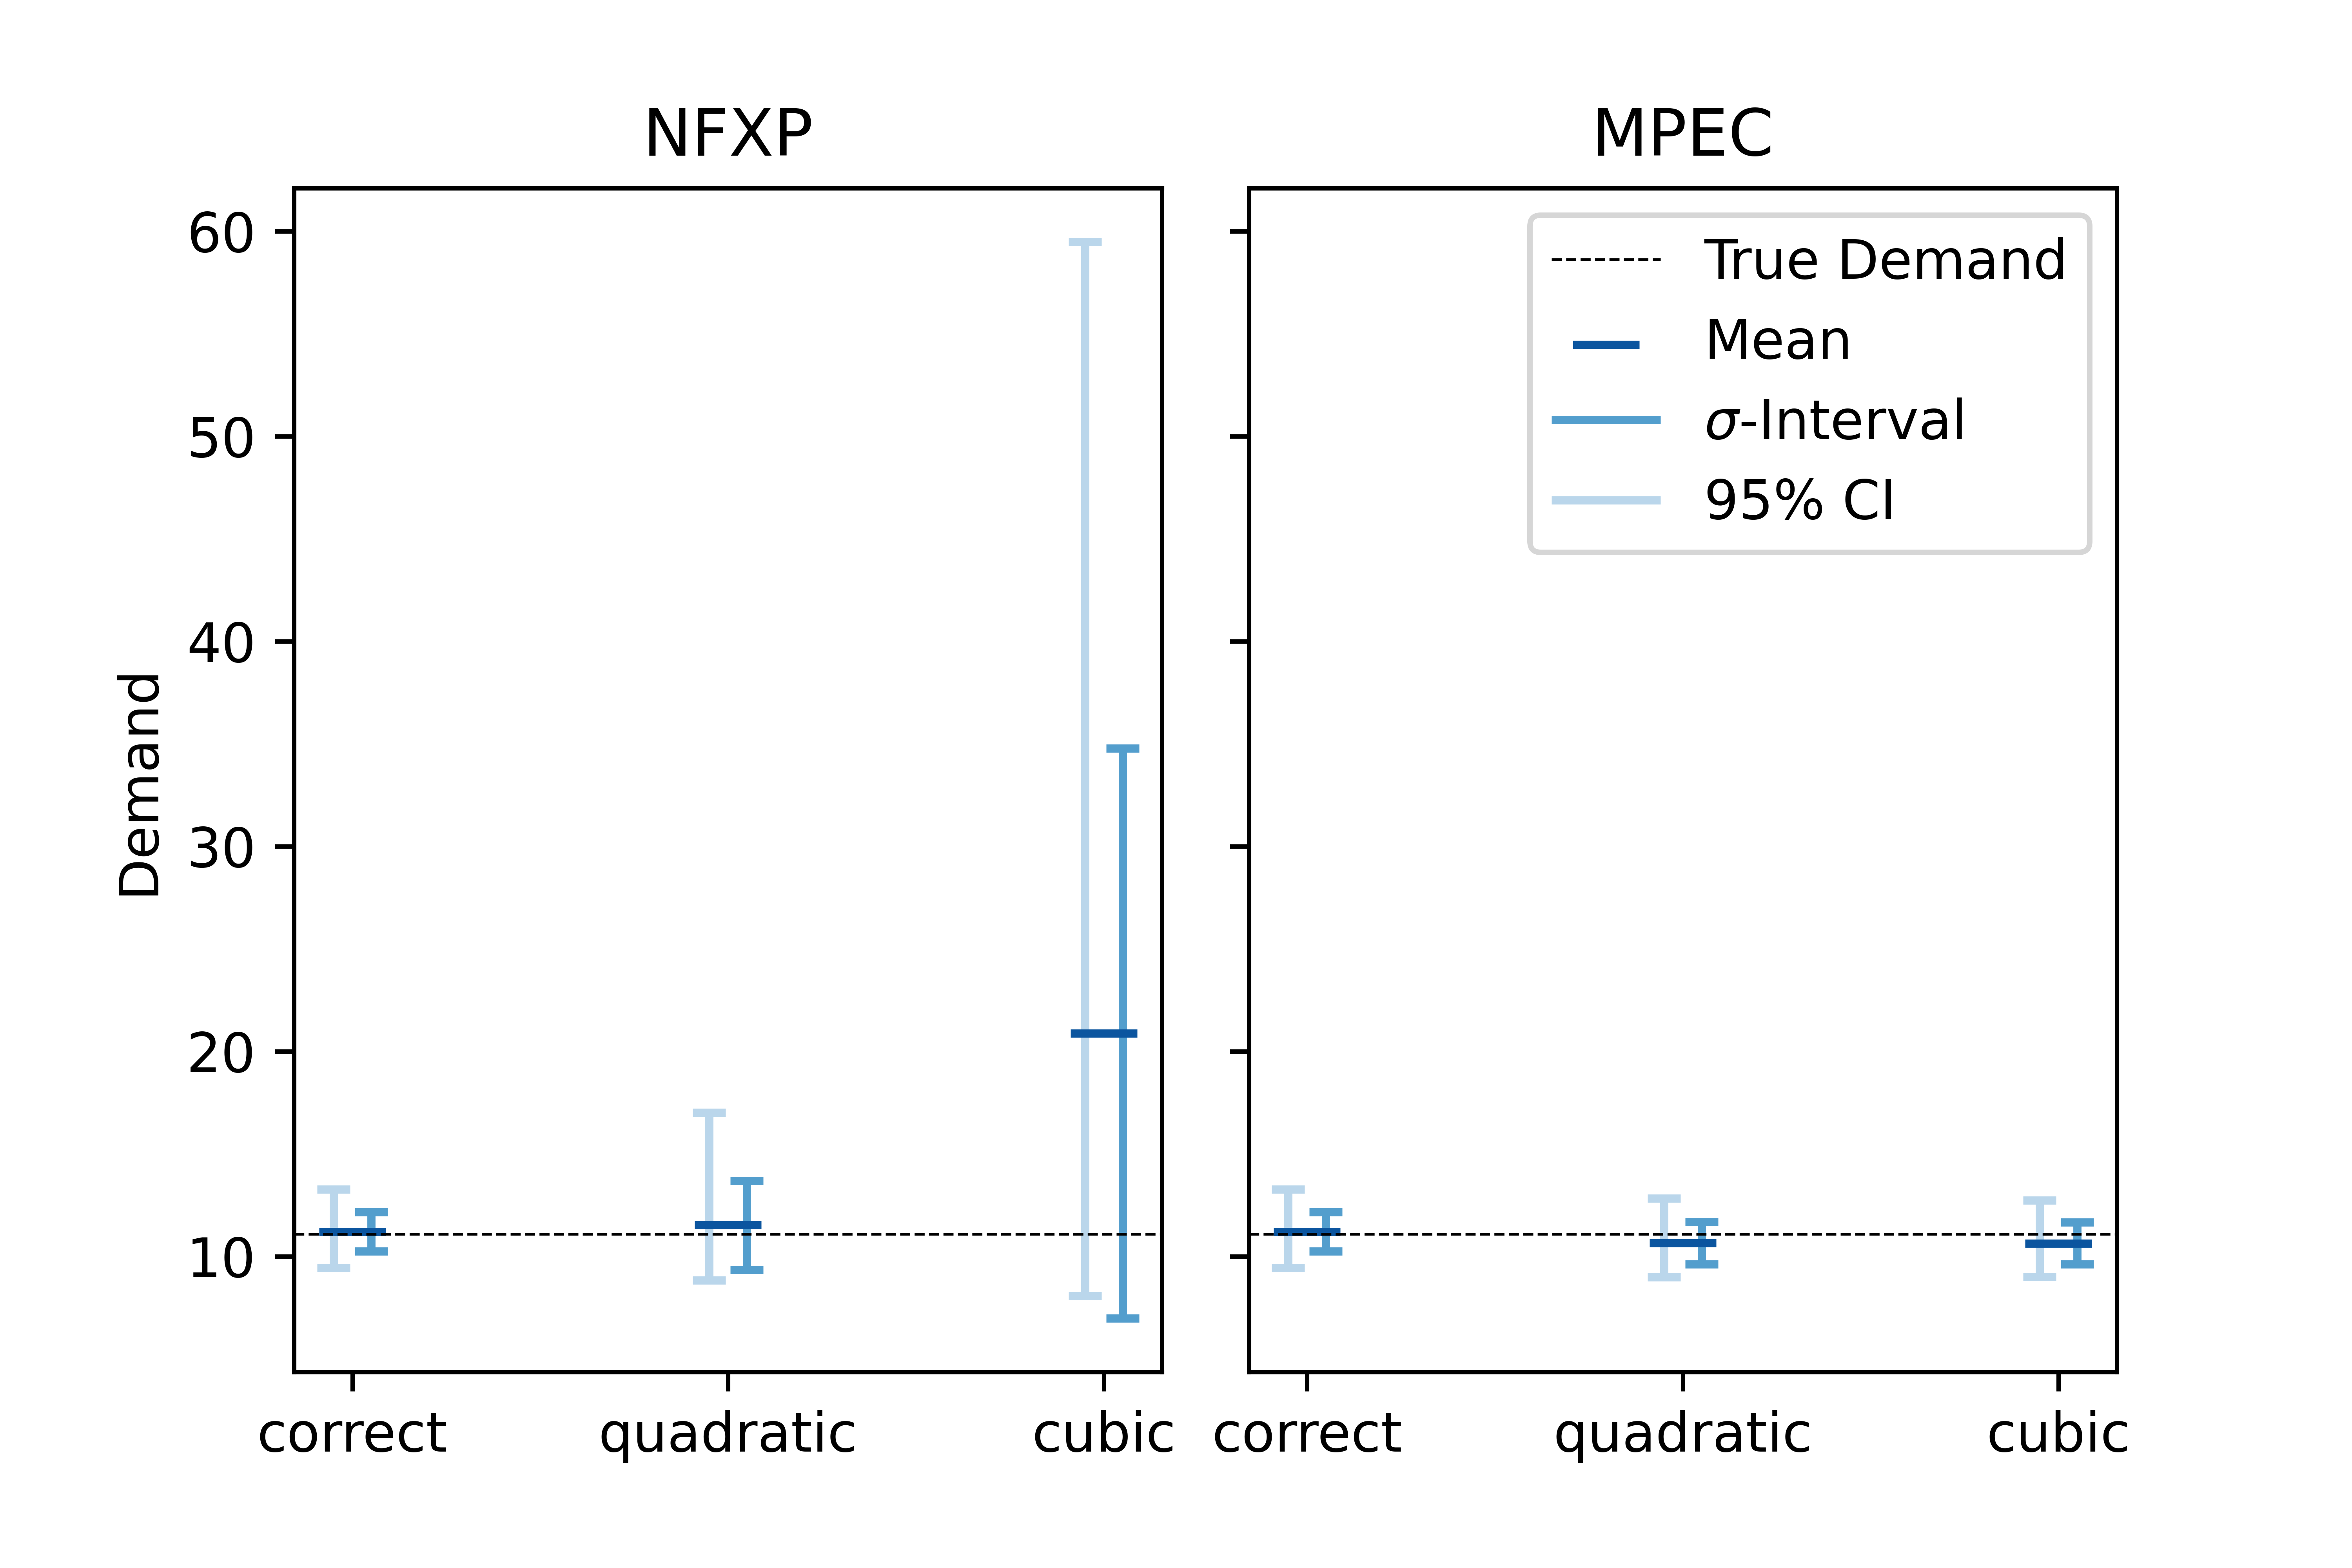 NFXP
MPEC
Demand
60
50
40
30
20
10
True Demand
Mean
σ-Interval
95% CI
correct
quadratic
cubic
correct
quadratic
cubic